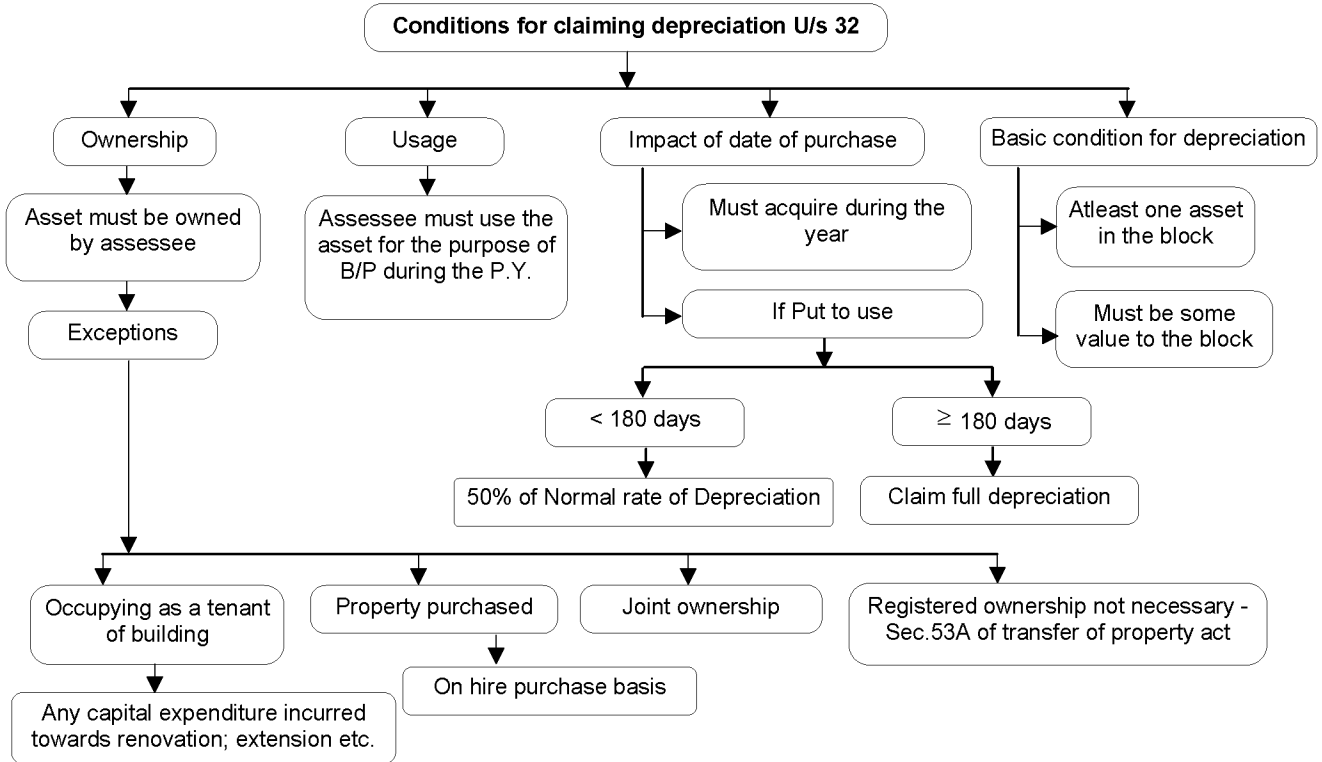 Conditions for claiming depreciation U/s 32
Ownership
Usage
Impact of date of purchase
Basic condition for depreciation
Asset must be owned
by assessee
Assessee must use the
asset for the purpose of
B/P during the P.Y.
Must acquire during the
year
Atleast one asset
in the block
Exceptions
If Put to use
Must be some
value to the block
< 180 days
≥ 180 days
50% of Normal rate of Depreciation
Claim full depreciation
Occupying as a tenant
of building
Property purchased
Joint ownership
Registered ownership not necessary -
Sec.53A of transfer of property act
On hire purchase basis
Any capital expenditure incurred
towards renovation; extension etc.